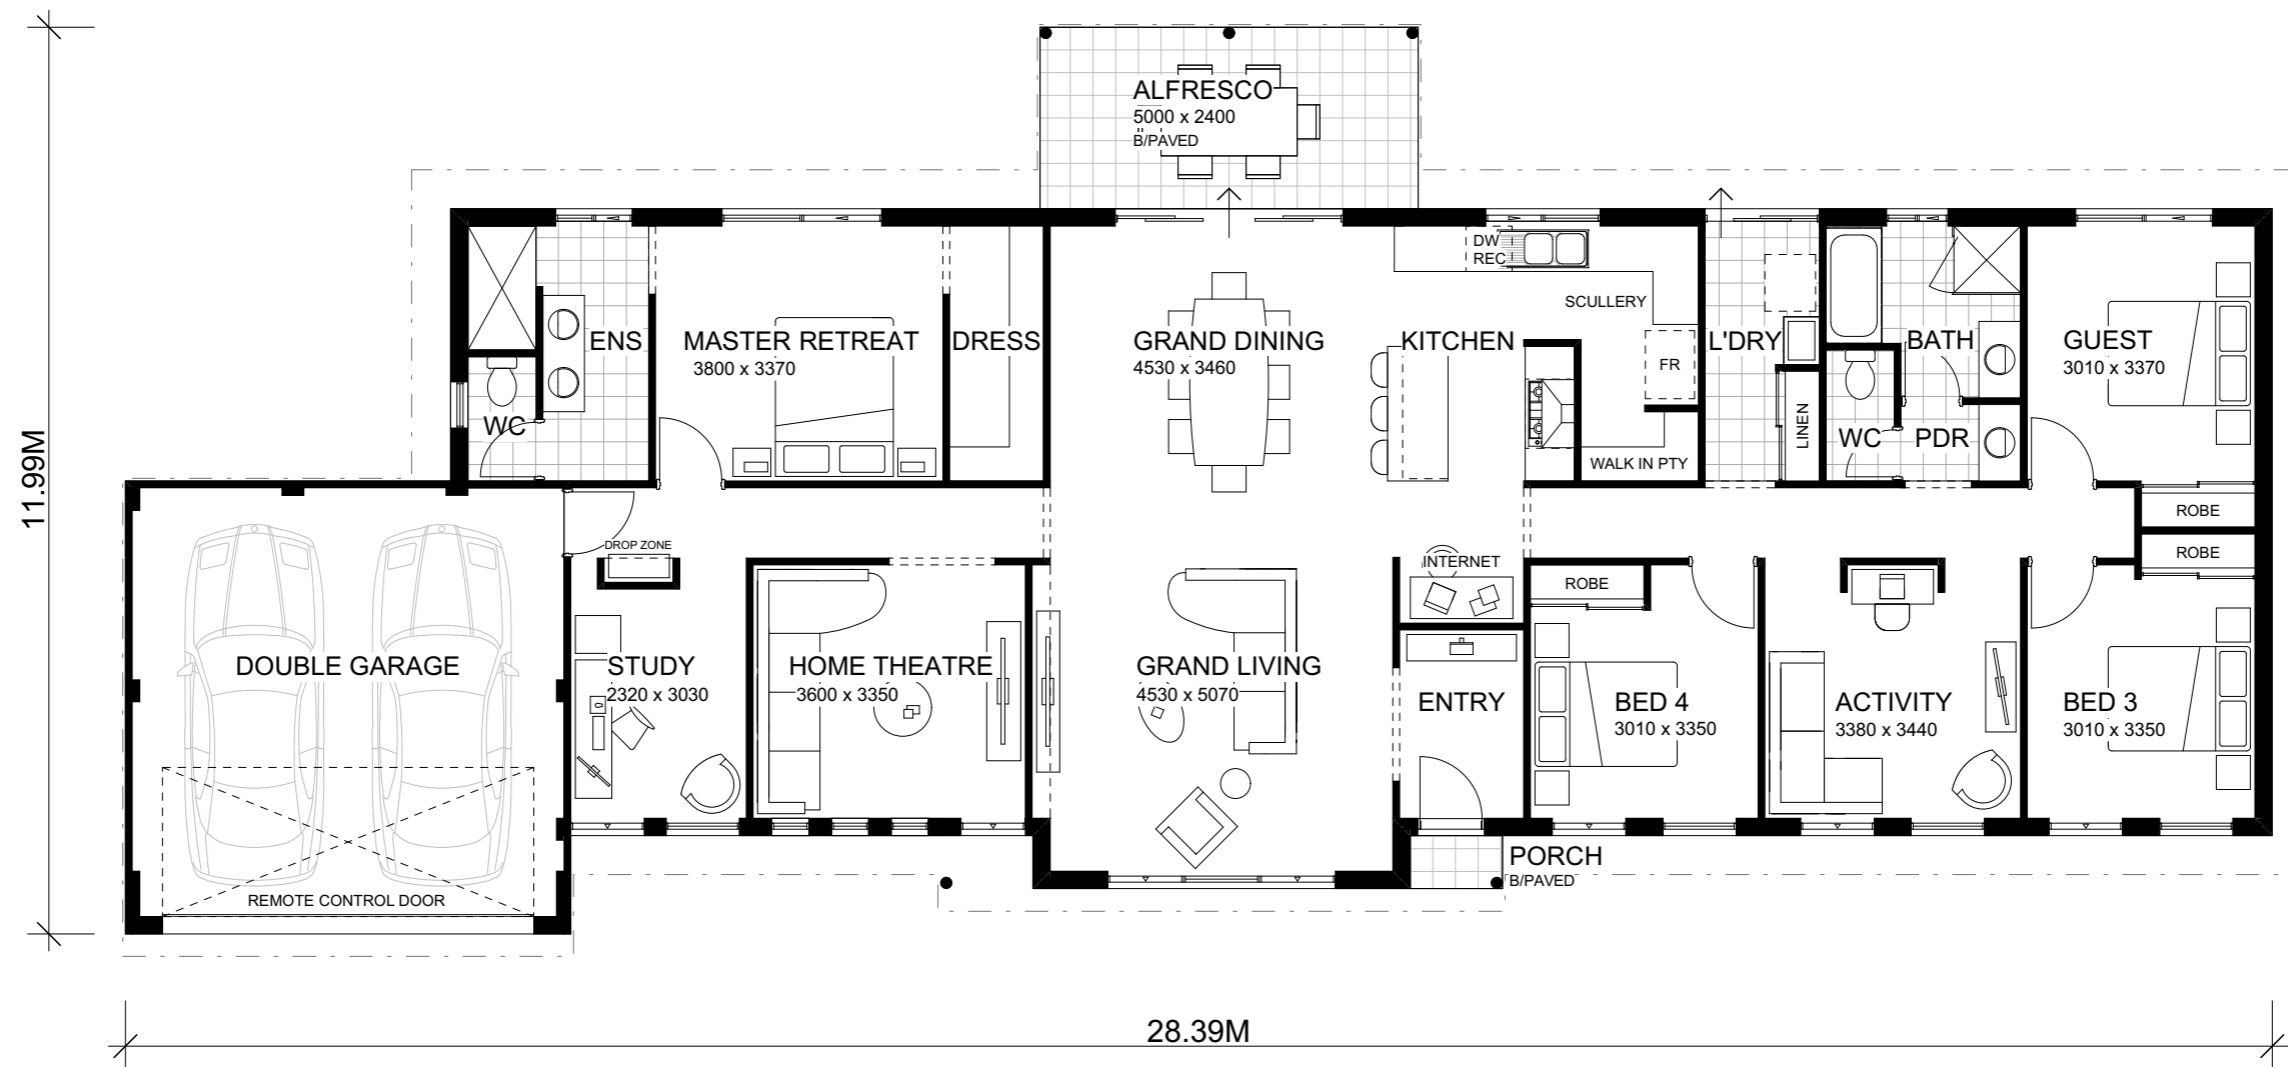 ALFRESCO
5000 x 2400
B/PAVED
11.99M
ENS
WC
MASTER RETREAT
3800 x 3370
DRESS
GRAND DINING
4530 x 3460
KITCHEN
DW
REC
SCULLERY
FR
WALK IN PTY
L'DRY
LINEN
BATH
WC
PDR
GUEST
3010 x 3370
ROBE
ROBE
DOUBLE GARAGE
REMOTE CONTROL DOOR
DROP ZONE
STUDY
2320 x 3030
HOME THEATRE
3600 x 3350
GRAND LIVING
4530 x 5070
INTERNET
ENTRY
PORCH
B/PAVED
ROBE
BED 4
3010 x 3350
ACTIVITY
3380 x 3440
BED 3
3010 x 3350
28.39M